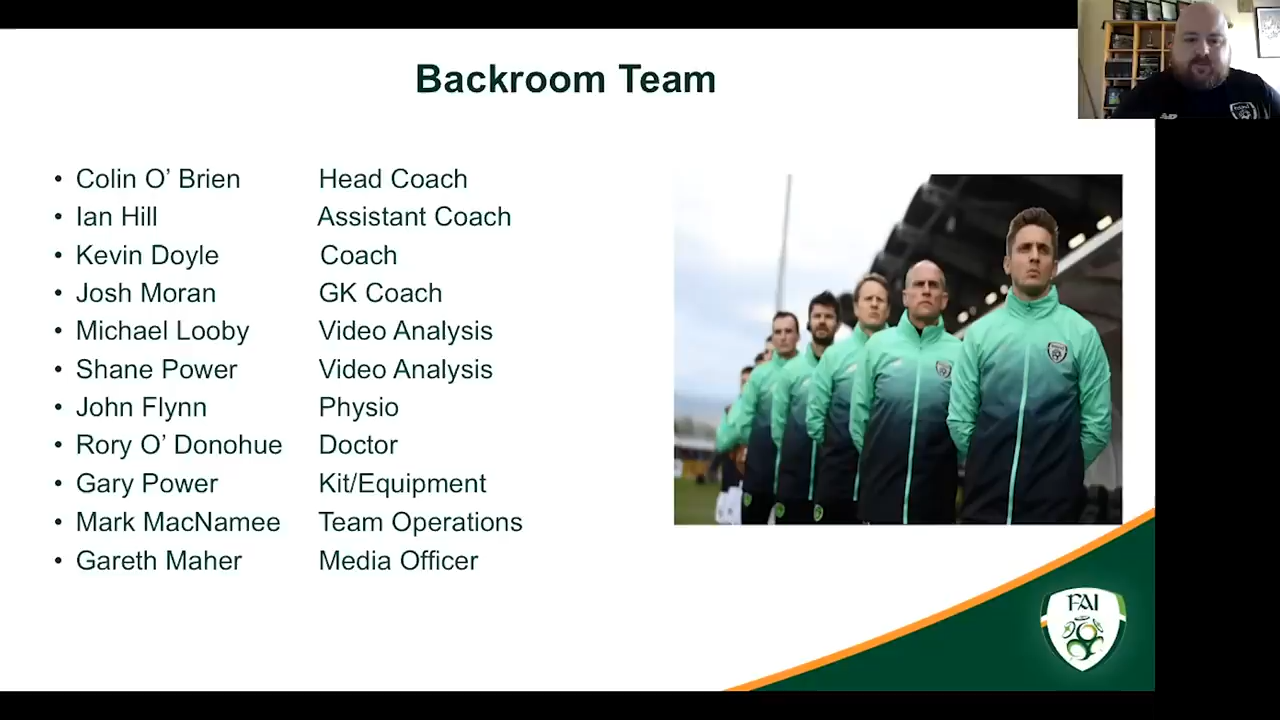 Backroom Team
• Colin O’ Brien Head Coach
• Ian Hill Assistant Coach
• Kevin Doyle Coach
• Josh Moran GK Coach
• Michael Looby Video Analysis
• Shane Power Video Analysis
• John Flynn Physio
• Rory O’ Donohue Doctor
• Gary Power Kit/Equipment
• Mark MacNamee Team Operations
• Gareth Maher Media Officer
FAI